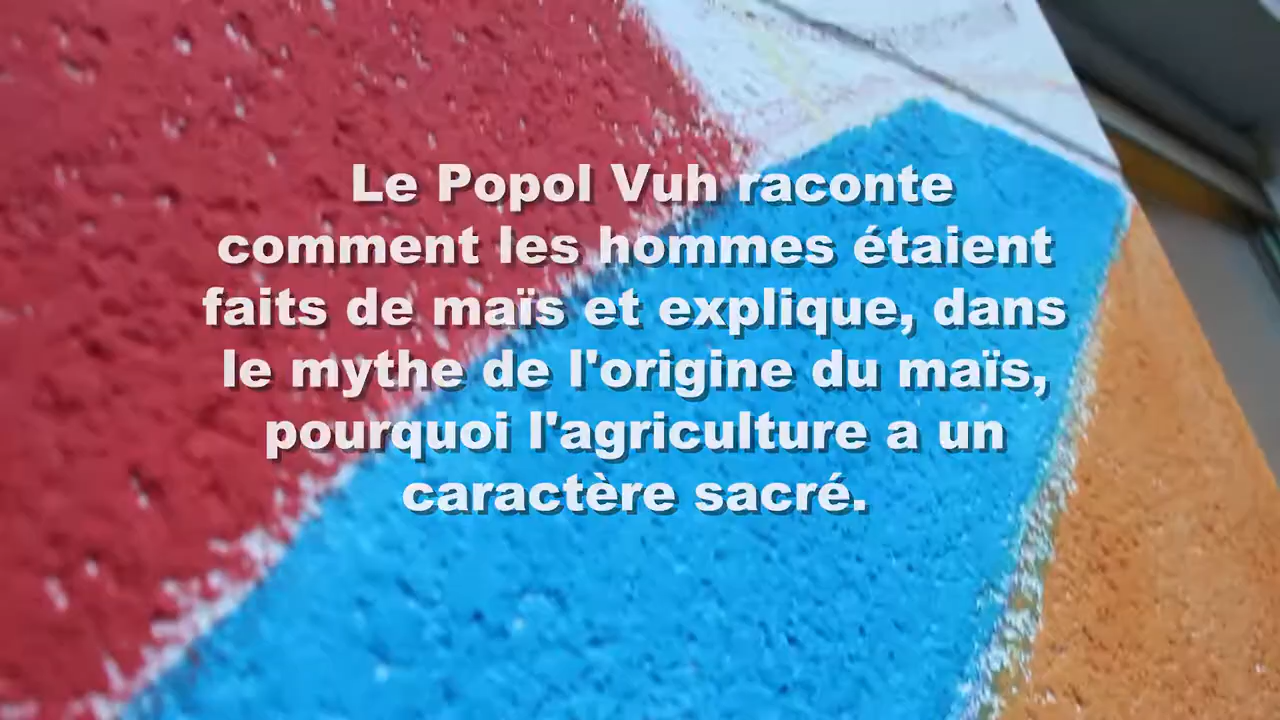 Le Popol Vuh raconte
comment les hommes étaient
faits de maïs et explique, dans
le mythe de l'origine du maïs,
pourquoi l'agriculture a un
caractère sacré.